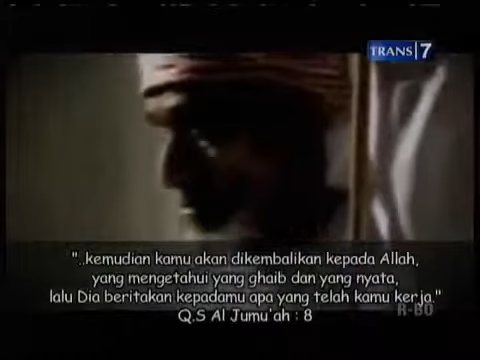 TRANS|7
"..kemudian kamu akan dikembalikan kepada Allah,
yang mengetahui yang ghaib dan yang nyata,
lalu Dia beritakan kepadamu apa yang telah kamu kerja."
Q.S Al Jumu'ah : 8
R-BO